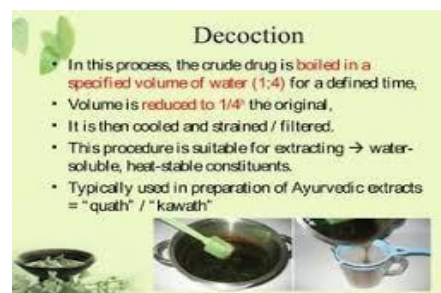 Decoction
• In this process, the crude drug is boiled in a
specified volume of water (1:4) for a defined time,
• Volume is reduced to 1/4th the original,
• It is then cooled and strained / filtered.
• This procedure is suitable for extracting → water-
soluble, heat-stable constituents.
• Typically used in preparation of Ayurvedic extracts
= "quath" / "kawath"